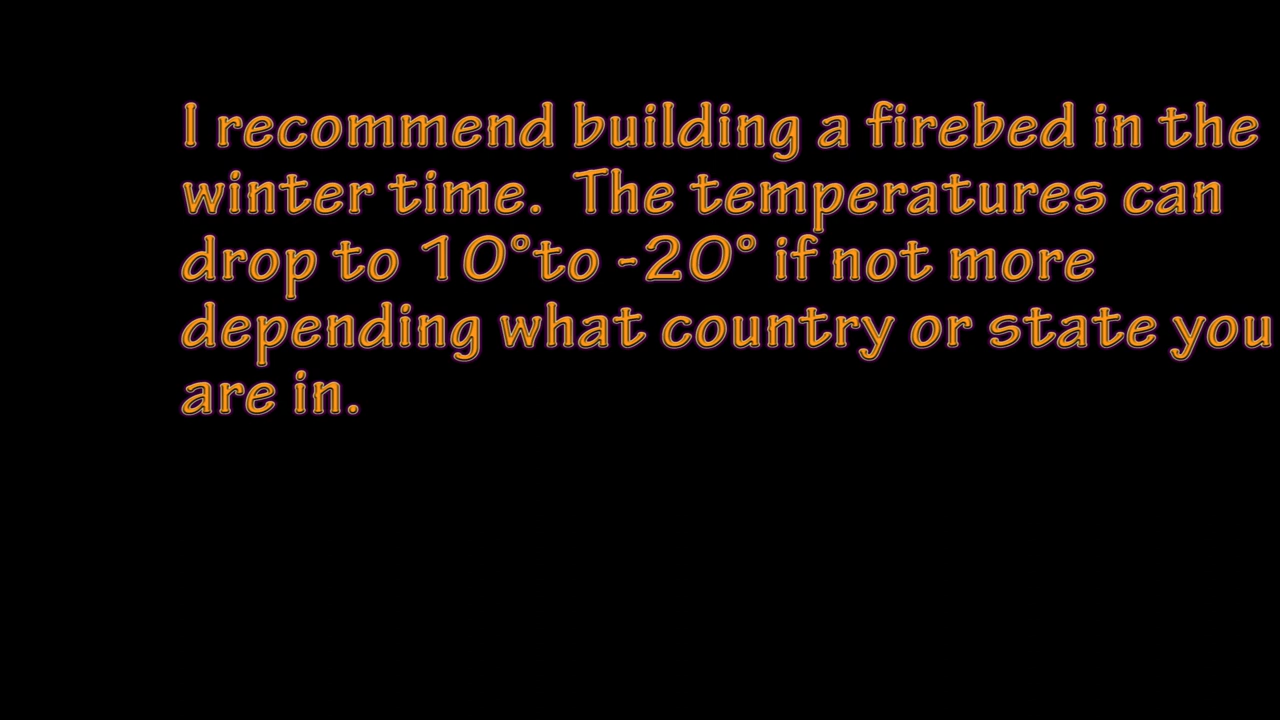 I recommend building a firebed in the
winter time.  The temperatures can
drop to 10°to -20° if not more
depending what country or state you
are in.